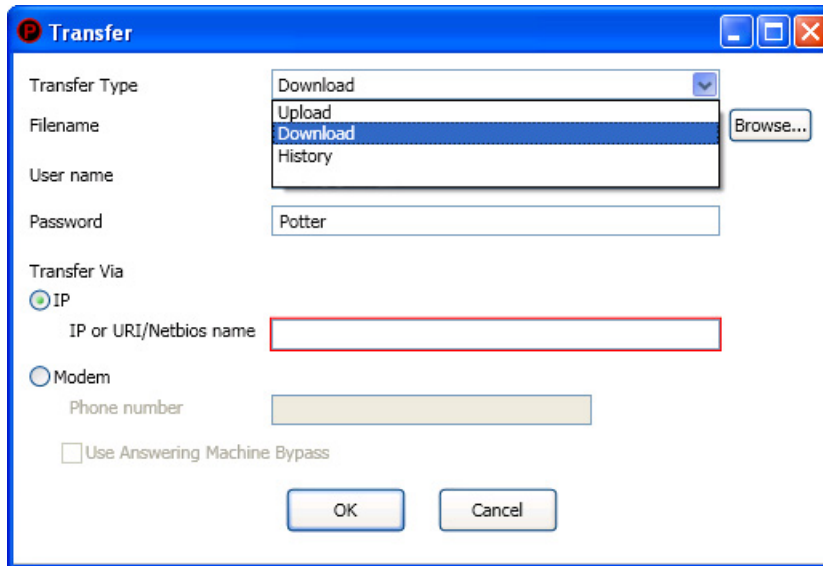 P Transfer
Transfer Type Download
Upload
Filename Download Browse...
History
User name
Password Potter
Transfer Via
IP
IP or URI/Netbios name
Modem
Phone number
Use Answering Machine Bypass
OK Cancel